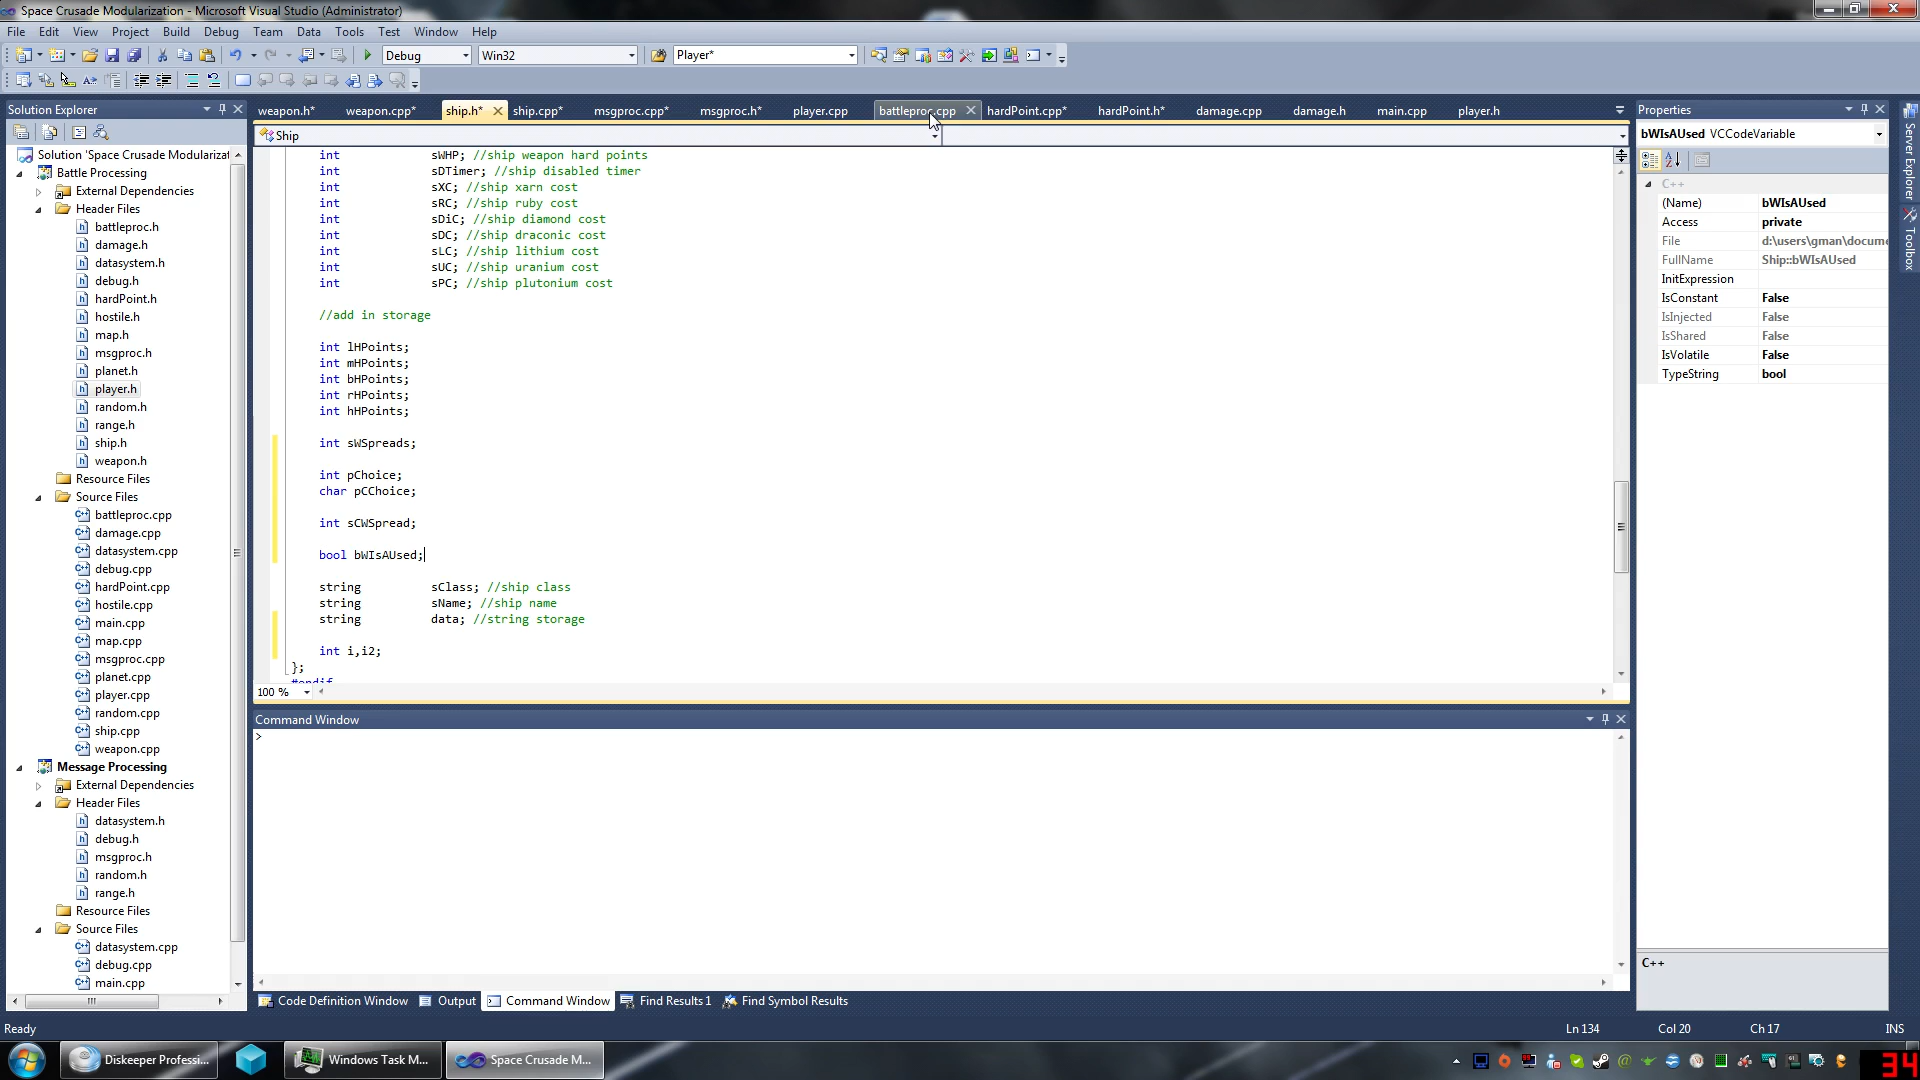 Space Crusade Modularization - Microsoft Visual Studio (Administrator)
File Edit View Project Build Debug Team Data Tools Test Window Help
Debug Win32 Player*
Solution Explorer
weapon.h* weapon.cpp* ship.h* ship.cpp* msgproc.cpp* msgproc.h* player.cpp battleproc.cpp hardPoint.cpp* hardPoint.h* damage.cpp damage.h main.cpp player.h
Ship
Solution 'Space Crusade Modularizat
Battle Processing
External Dependencies
Header Files
battleproc.h
damage.h
datasystem.h
debug.h
hardPoint.h
hostile.h
map.h
msgproc.h
planet.h
player.h
random.h
range.h
ship.h
weapon.h
Resource Files
Source Files
battleproc.cpp
damage.cpp
datasystem.cpp
debug.cpp
hardPoint.cpp
hostile.cpp
main.cpp
map.cpp
msgproc.cpp
planet.cpp
player.cpp
random.cpp
ship.cpp
weapon.cpp
Message Processing
External Dependencies
Header Files
datasystem.h
debug.h
msgproc.h
random.h
range.h
Resource Files
Source Files
datasystem.cpp
debug.cpp
main.cpp
int sWHP; //ship weapon hard points
int sDTimer; //ship disabled timer
int sXC; //ship xarn cost
int sRC; //ship ruby cost
int sDiC; //ship diamond cost
int sDC; //ship draconic cost
int sLC; //ship lithium cost
int sUC; //ship uranium cost
int sPC; //ship plutonium cost
//add in storage
int lHPoints;
int mHPoints;
int bHPoints;
int rHPoints;
int hHPoints;
int sWSpreads;
int pChoice;
char pCChoice;
int sCWSpread;
bool bWIsAUsed;
string sClass; //ship class
string sName; //ship name
string data; //string storage
int i,i2;
};
#endif
100 %
Command Window
>
Code Definition Window Output Command Window Find Results 1 Find Symbol Results
Properties
bWIsAUsed VCCodeVariable
C++
(Name) bWIsAUsed
Access private
File d:\users\gman\docume
FullName Ship::bWIsAUsed
InitExpression
IsConstant False
IsInjected False
IsShared False
IsVolatile False
TypeString bool
C++
Server Explorer
Toolbox
Ready Ln 134 Col 20 Ch 17 INS
Diskeeper Professi... Windows Task M... Space Crusade M...
34